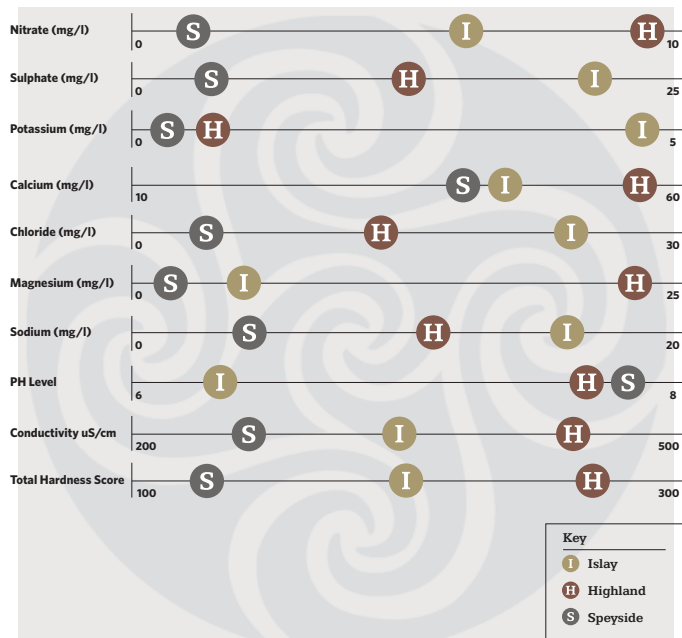 Nitrate (mg/l) 0 S I H 10
Sulphate (mg/l) 0 S H I 25
Potassium (mg/l) 0 S H I 5
Calcium (mg/l) 10 S I H 60
Chloride (mg/l) 0 S H I 30
Magnesium (mg/l) 0 S I H 25
Sodium (mg/l) 0 S H I 20
PH Level 6 I H S 8
Conductivity uS/cm 200 S I H 500
Total Hardness Score 100 S I H 300
Key
I Islay
H Highland
S Speyside